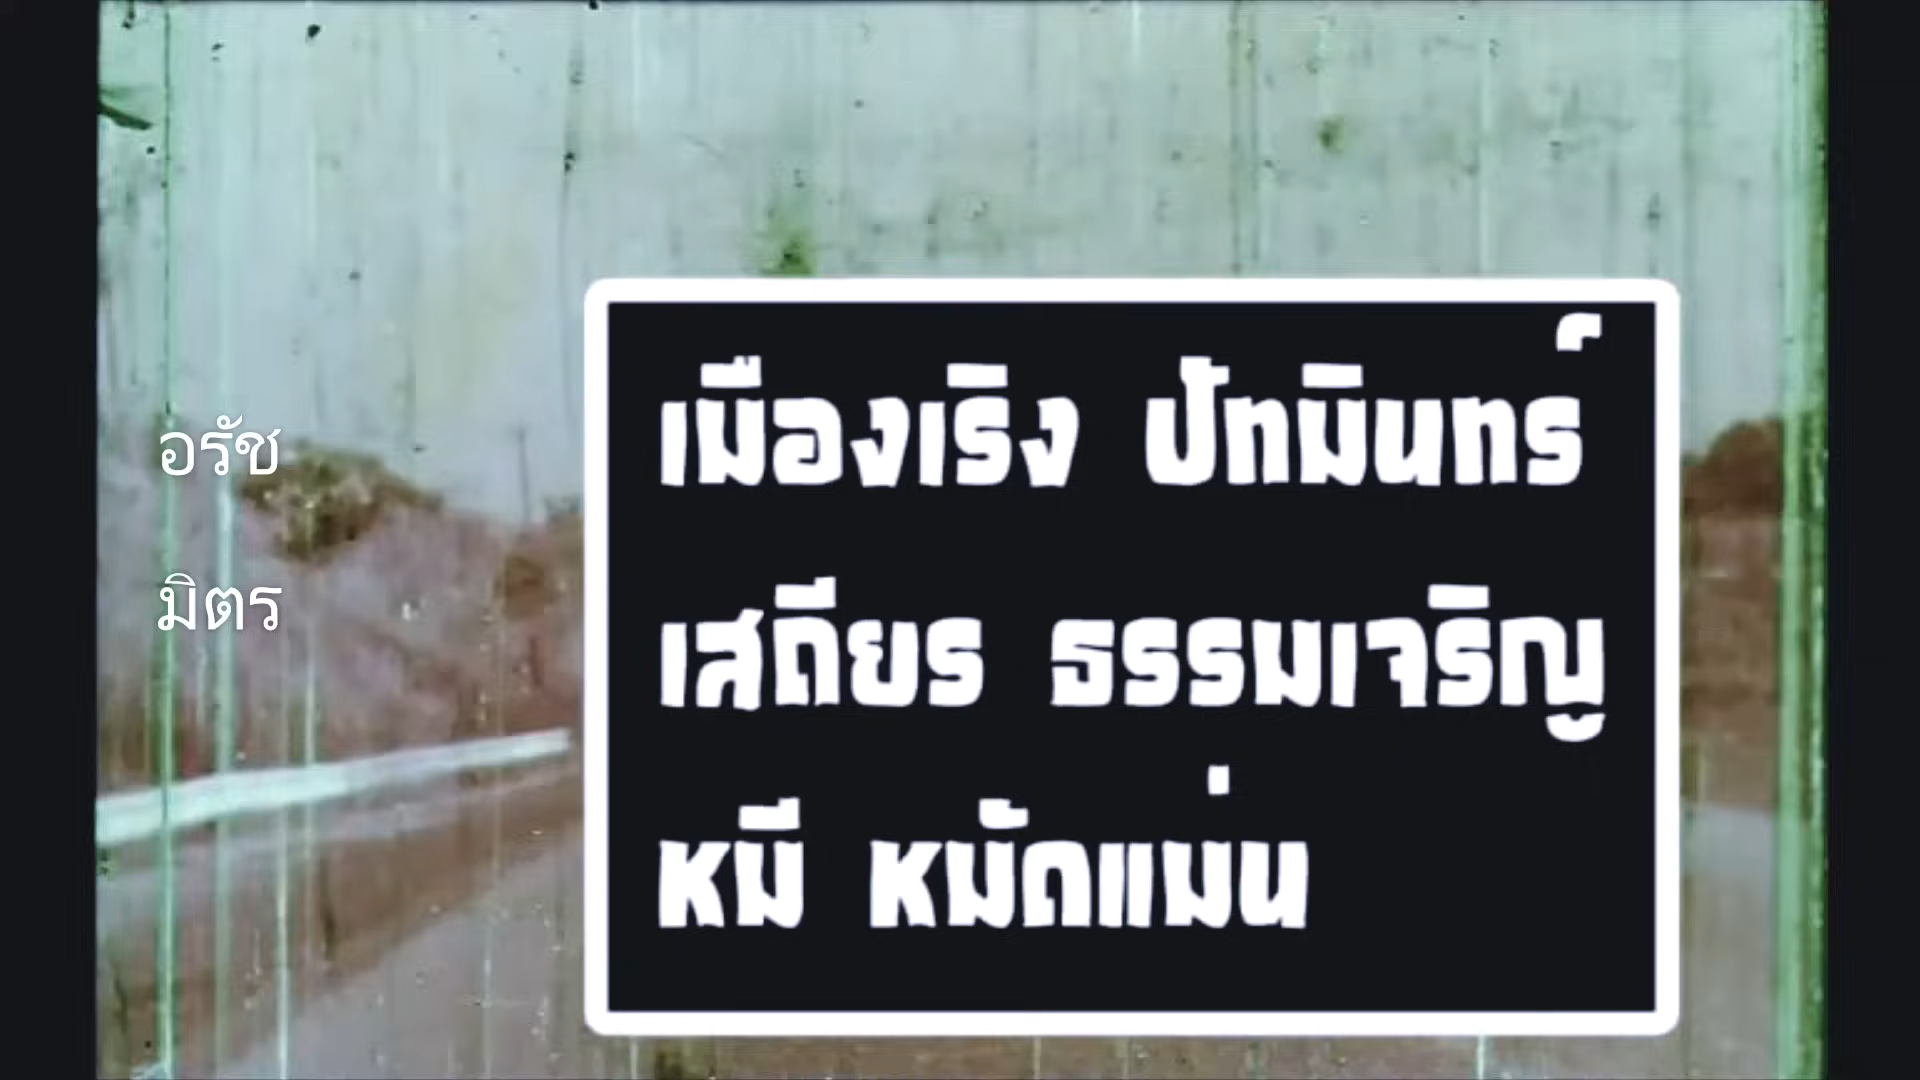 อรัช
มิตร
เมืองเริง ปัทมินทร์
เสถียร ธรรมเจริญ
หมี หมัดแม่น